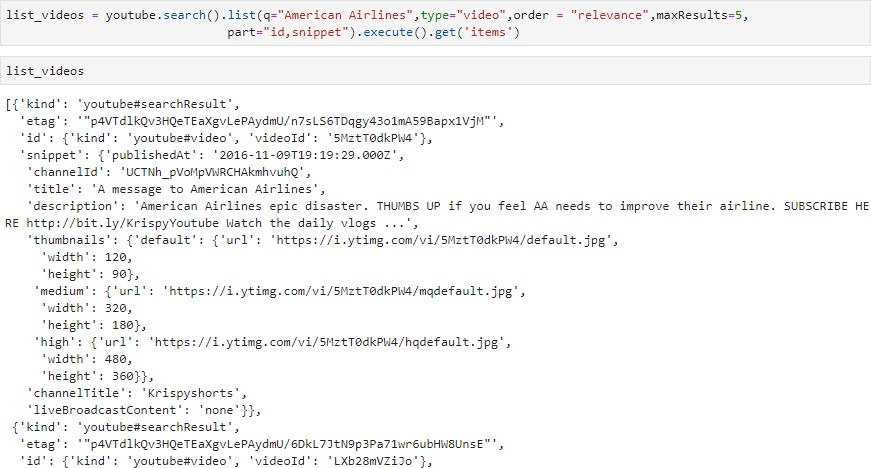 list_videos = youtube.search().list(q="American Airlines",type="video",order = "relevance",maxResults=5,
part="id,snippet").execute().get('items')
list_videos
[{'kind': 'youtube#searchResult',
'etag': '"p4VTdlkQv3HQeTEaXgvLePAydmU/n7sLS6TDqgy43o1mA59Bapx1VjM"',
'id': {'kind': 'youtube#video', 'videoId': '5MztT0dkPW4'},
'snippet': {'publishedAt': '2016-11-09T19:19:29.000Z',
'channelId': 'UCTNh_pVoMpVWRCHAkmhvuhQ',
'title': 'A message to American Airlines',
'description': 'American Airlines epic disaster. THUMBS UP if you feel AA needs to improve their airline. SUBSCRIBE HE
RE http://bit.ly/KrispyYoutube Watch the daily vlogs ...',
'thumbnails': {'default': {'url': 'https://i.ytimg.com/vi/5MztT0dkPW4/default.jpg',
'width': 120,
'height': 90},
'medium': {'url': 'https://i.ytimg.com/vi/5MztT0dkPW4/mqdefault.jpg',
'width': 320,
'height': 180},
'high': {'url': 'https://i.ytimg.com/vi/5MztT0dkPW4/hqdefault.jpg',
'width': 480,
'height': 360}},
'channelTitle': 'Krispyshorts',
'liveBroadcastContent': 'none'}},
{'kind': 'youtube#searchResult',
'etag': '"p4VTdlkQv3HQeTEaXgvLePAydmU/6DkL7JtN9p3Pa71wr6ubHW8UnsE"',
'id': {'kind': 'youtube#video', 'videoId': 'LXb28mVZiJo'},